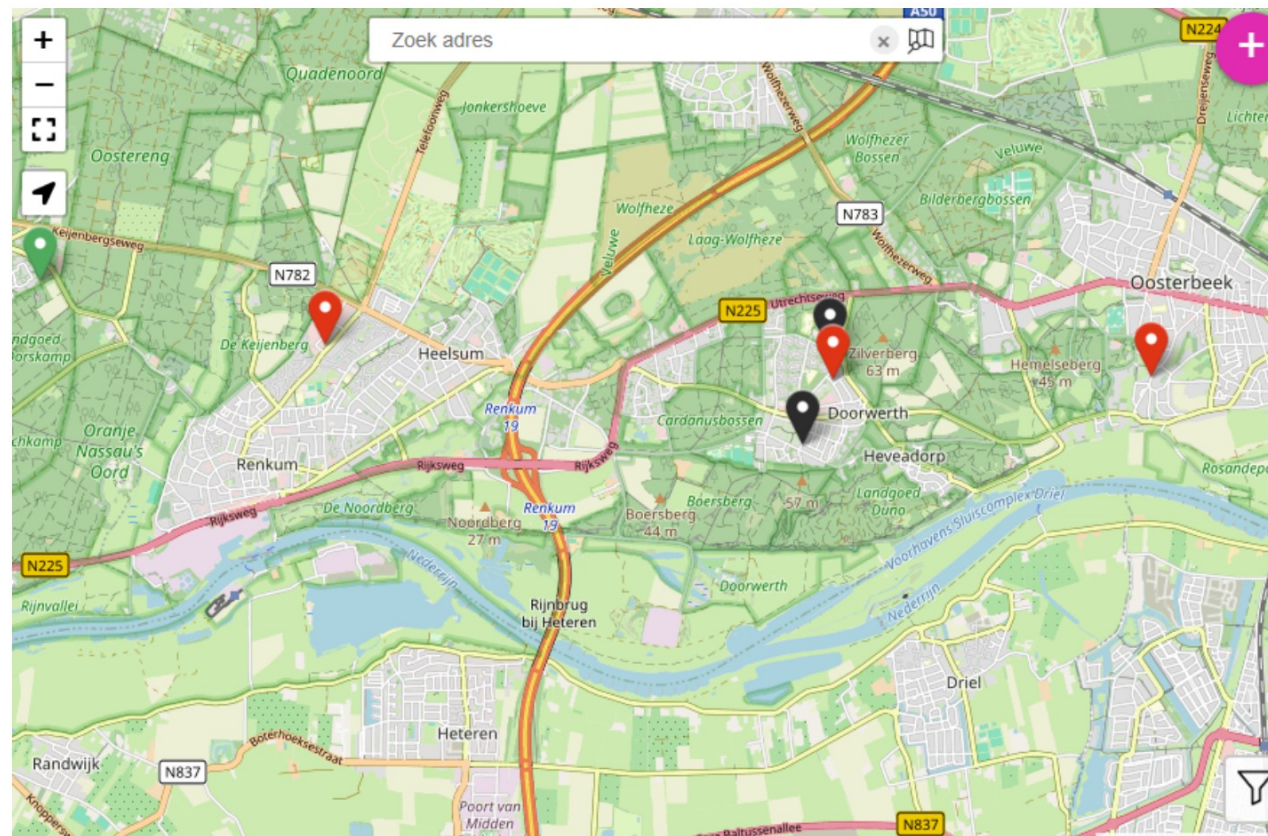 +
−
Zoek adres
×
A50
N224
+
Quadenoord
Jonkershoeve
Telefoonweg
Wolfhezerweg
Dreijenseweg
Oostereng
Wolfhezer
Bossen
Veluwe
Bilderbergbossen
Wolfheze
N783
Keijenbergseweg
Laag-Wolfheze
Veluwe
Wolfhezerweg
N782
Oosterbeek
N225
Utrechtseweg
De Keijenberg
Heelsum
Zilverberg
63 m
Hemelseberg
45 m
Renkum
19
Doorwerth
Cardanusbossen
Oranje
Nassau's
Oord
Renkum
Rijksweg
Rijksweg
Heveadorp
Boersberg
57 m
Landgoed
Duno
Voorhavens Sluiscomplex Driel
De Noordberg
Noordberg
27 m
Renkum
19
Boersberg
44 m
Rijksweg
N225
Nederrijn
Doorwerth
Nederrijn
Rijnvallei
Rijnbrug
bij Heteren
Driel
Heteren
Boterhoeksestraat
Randwijk
N837
Poort van
Midden
N837